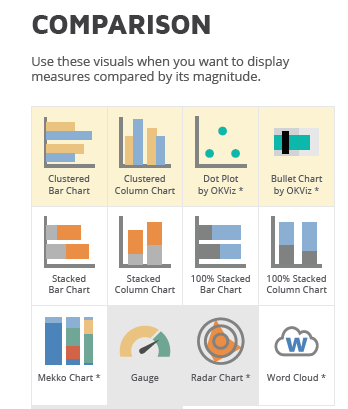 COMPARISON
Use these visuals when you want to display
measures compared by its magnitude.
Clustered
Bar Chart
Clustered
Column Chart
Dot Plot
by OKViz *
Bullet Chart
by OKViz *
Stacked
Bar Chart
Stacked
Column Chart
100% Stacked
Bar Chart
100% Stacked
Column Chart
Mekko Chart *
Gauge
Radar Chart *
W
Word Cloud *